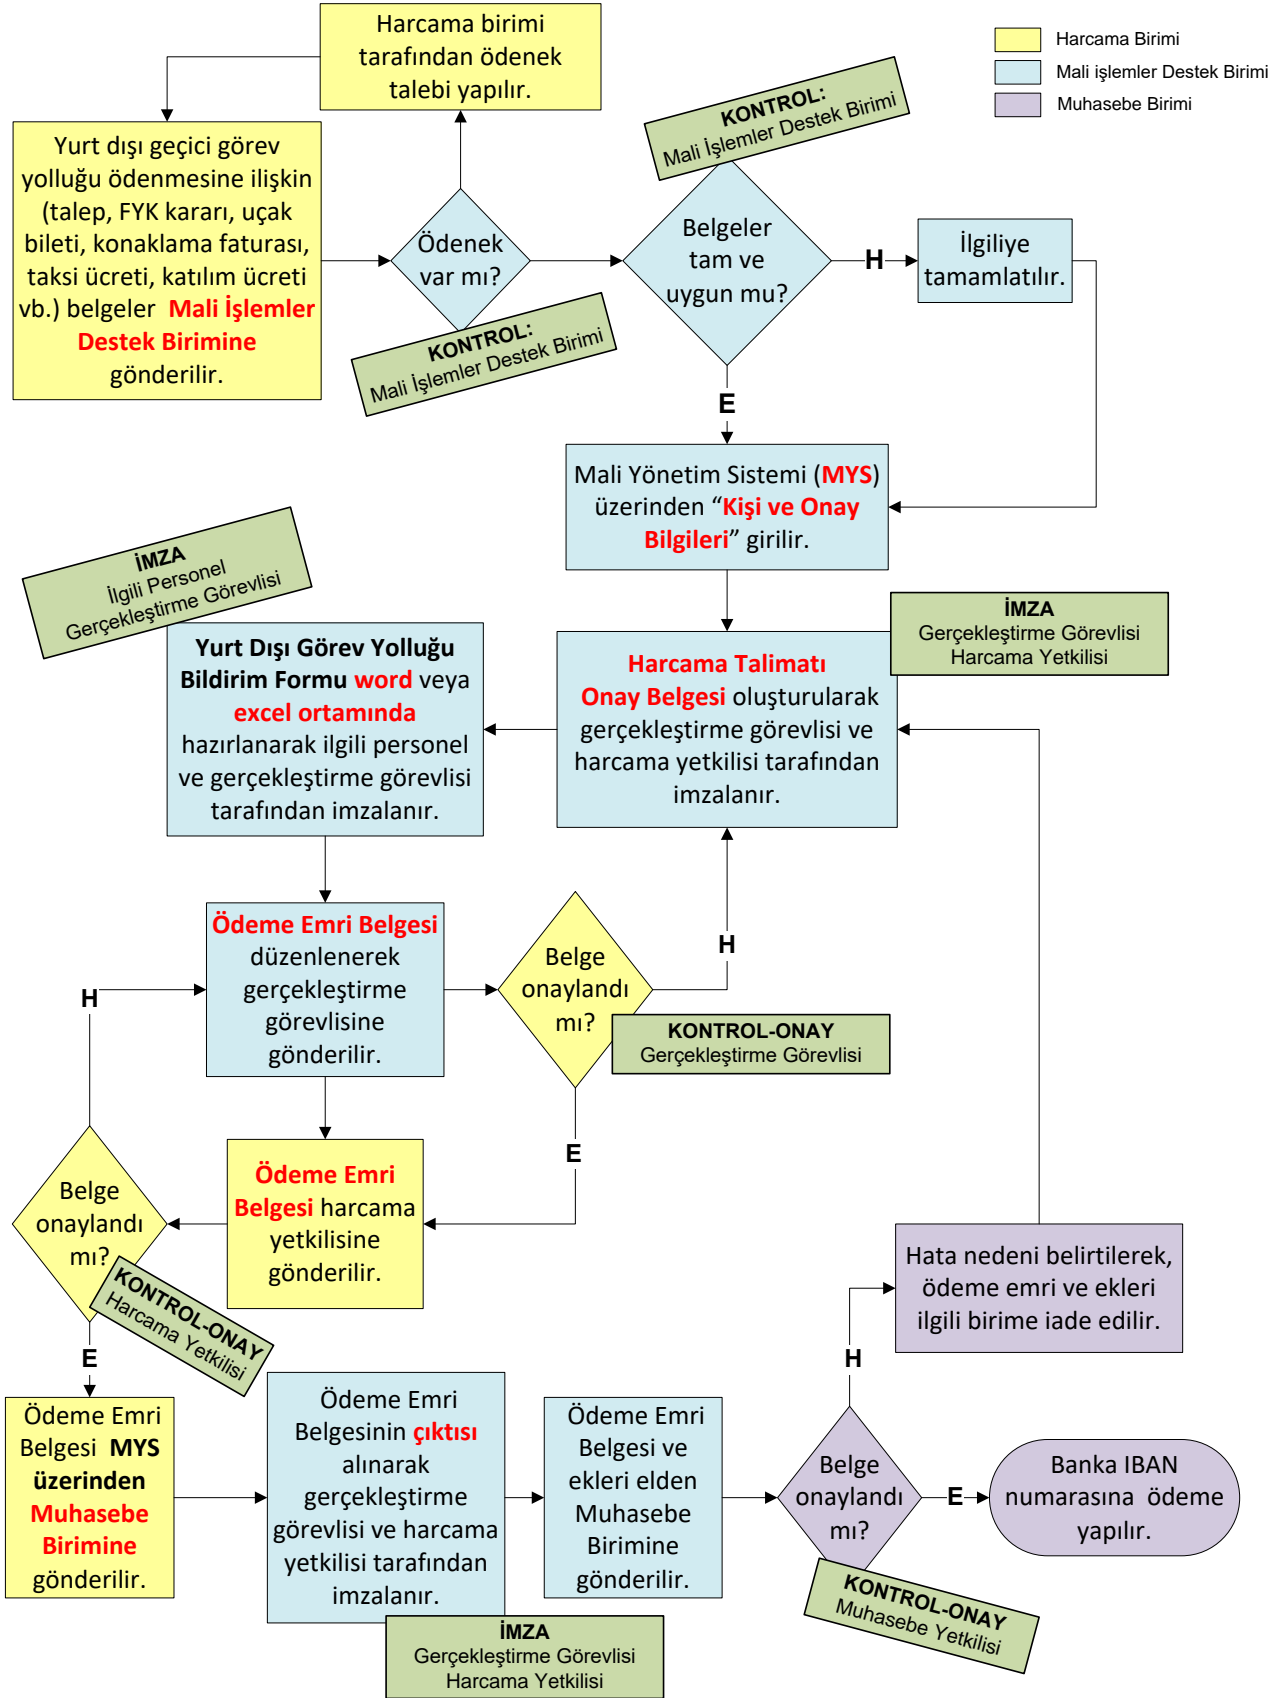 Harcama birimi
tarafından ödenek
talebi yapılır.
Harcama Birimi
Mali işlemler Destek Birimi
Muhasebe Birimi
KONTROL:
Mali İşlemler Destek Birimi
Yurt dışı geçici görev
yolluğu ödenmesine ilişkin
(talep, FYK kararı, uçak
bileti, konaklama faturası,
taksi ücreti, katılım ücreti
vb.) belgeler Mali İşlemler
Destek Birimine
gönderilir.
Ödenek
var mı?
KONTROL:
Mali İşlemler Destek Birimi
Belgeler
tam ve
uygun mu?
H
İlgiliye
tamamlatılır.
E
Mali Yönetim Sistemi (MYS)
üzerinden “Kişi ve Onay
Bilgileri” girilir.
İMZA
İlgili Personel
Gerçekleştirme Görevlisi
İMZA
Gerçekleştirme Görevlisi
Harcama Yetkilisi
Yurt Dışı Görev Yolluğu
Bildirim Formu word veya
excel ortamında
hazırlanarak ilgili personel
ve gerçekleştirme görevlisi
tarafından imzalanır.
Harcama Talimatı
Onay Belgesi oluşturularak
gerçekleştirme görevlisi ve
harcama yetkilisi tarafından
imzalanır.
Ödeme Emri Belgesi
düzenlenerek
gerçekleştirme
görevlisine
gönderilir.
Belge
onaylandı
mı?
H
KONTROL-ONAY
Gerçekleştirme Görevlisi
E
H
Ödeme Emri
Belgesi harcama
yetkilisine
gönderilir.
Belge
onaylandı
mı?
KONTROL-ONAY
Harcama Yetkilisi
E
Hata nedeni belirtilerek,
ödeme emri ve ekleri
ilgili birime iade edilir.
H
Ödeme Emri
Belgesi MYS
üzerinden
Muhasebe
Birimine
gönderilir.
Ödeme Emri
Belgesinin çıktısı
alınarak
gerçekleştirme
görevlisi ve harcama
yetkilisi tarafından
imzalanır.
İMZA
Gerçekleştirme Görevlisi
Harcama Yetkilisi
Ödeme Emri
Belgesi ve
ekleri elden
Muhasebe
Birimine
gönderilir.
Belge
onaylandı
mı?
E
KONTROL-ONAY
Muhasebe Yetkilisi
Banka IBAN
numarasına ödeme
yapılır.